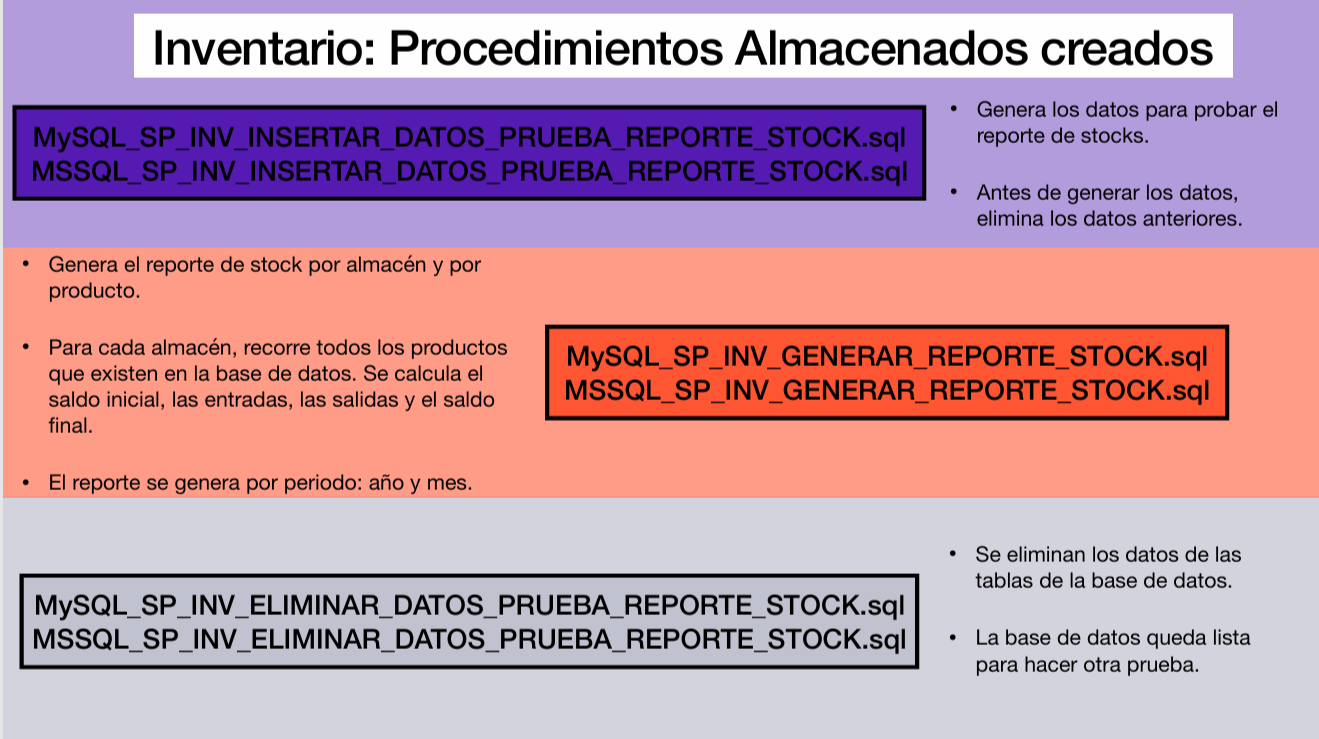 Inventario: Procedimientos Almacenados creados
MySQL_SP_INV_INSERTAR_DATOS_PRUEBA_REPORTE_STOCK.sql
MSSQL_SP_INV_INSERTAR_DATOS_PRUEBA_REPORTE_STOCK.sql
• Genera los datos para probar el
reporte de stocks.
• Antes de generar los datos,
elimina los datos anteriores.
• Genera el reporte de stock por almacén y por
producto.
• Para cada almacén, recorre todos los productos
que existen en la base de datos. Se calcula el
saldo inicial, las entradas, las salidas y el saldo
final.
• El reporte se genera por periodo: año y mes.
MySQL_SP_INV_GENERAR_REPORTE_STOCK.sql
MSSQL_SP_INV_GENERAR_REPORTE_STOCK.sql
MySQL_SP_INV_ELIMINAR_DATOS_PRUEBA_REPORTE_STOCK.sql
MSSQL_SP_INV_ELIMINAR_DATOS_PRUEBA_REPORTE_STOCK.sql
• Se eliminan los datos de las
tablas de la base de datos.
• La base de datos queda lista
para hacer otra prueba.